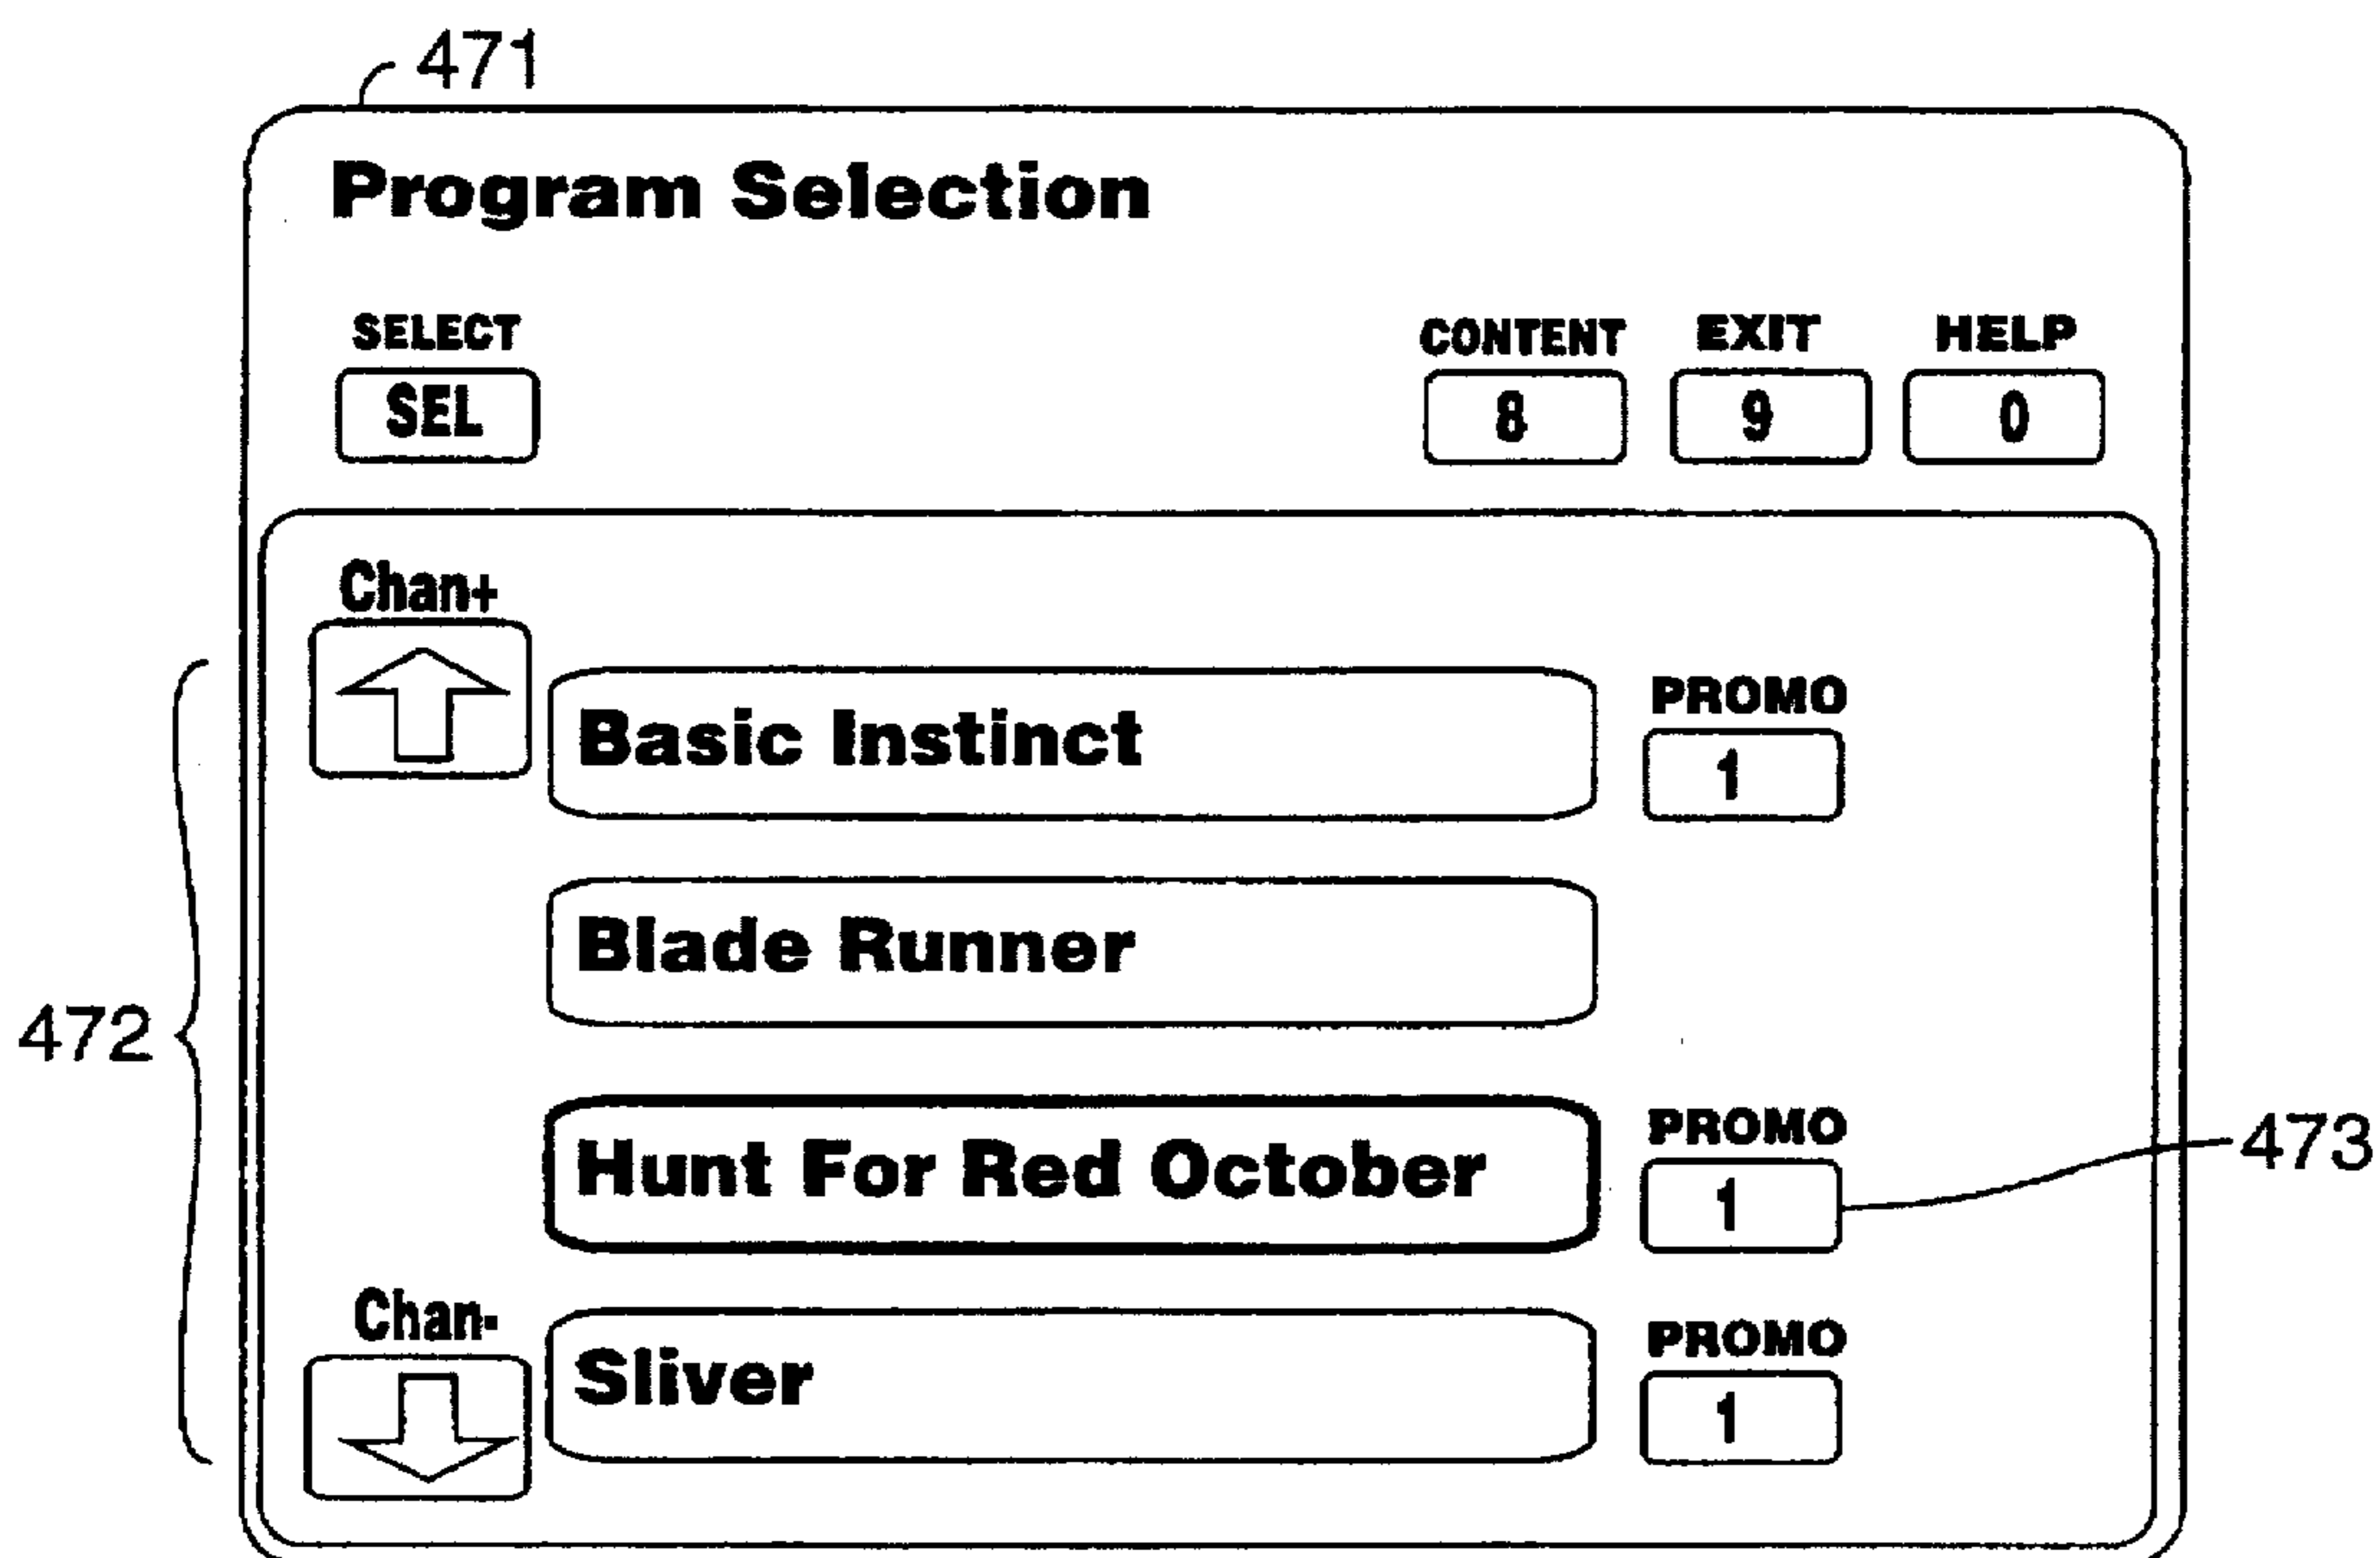 471
Program Selection
SELECT CONTENT EXIT HELP
SEL 8 9 0
Chan+
Basic Instinct PROMO
1
Blade Runner
472
Hunt For Red October PROMO
1 473
Chan-
Sliver PROMO
1